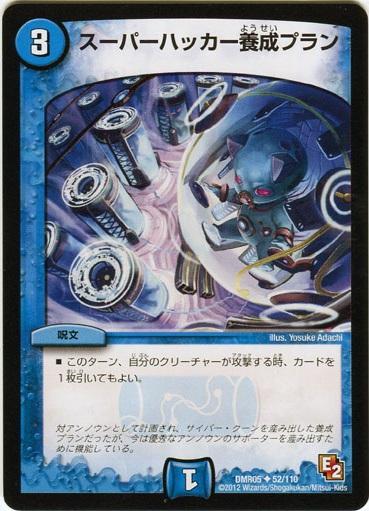 3
スーパーハッカー養成プラン
ようせい
illus. Yosuke Adachi
呪文
■ このターン、自分のクリーチャーが攻撃する時、カードを
アタック
1枚引いてもよい。
対アンノウンとして計画され、サイバー・クーンを産み出した養成
プランだったが、今は優秀なアンノウンのサポーターを産み出すため
に機能している。
1
E2
DMR05 ◆ 52/110
©2012 Wizards/Shogakukan/Mitsui-Kids